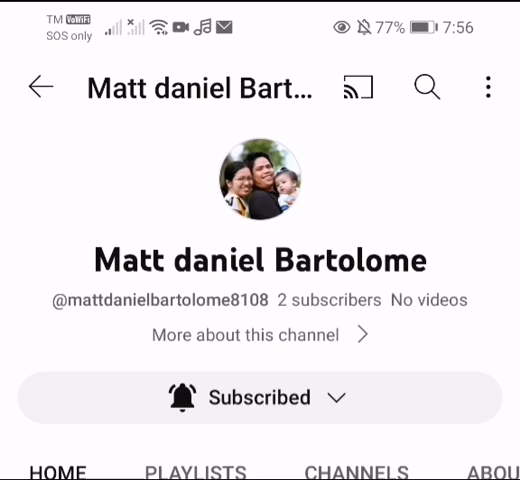 TM VoWiFi 77% 7:56
SOS only
Matt daniel Bart...
Matt daniel Bartolome
@mattdanielbartolome8108 2 subscribers No videos
More about this channel
Subscribed
HOME PLAYLISTS CHANNELS ABOU